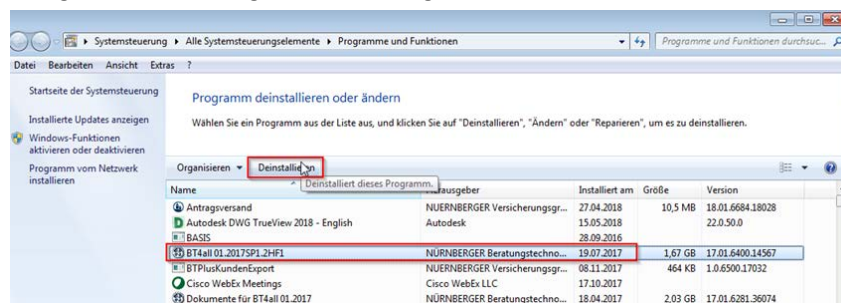 Systemsteuerung ▸ Alle Systemsteuerungselemente ▸ Programme und Funktionen
Programme und Funktionen durchsuc...
Datei Bearbeiten Ansicht Extras ?
Startseite der Systemsteuerung
Installierte Updates anzeigen
Windows-Funktionen
aktivieren oder deaktivieren
Programm vom Netzwerk
installieren
Programm deinstallieren oder ändern
Wählen Sie ein Programm aus der Liste aus, und klicken Sie auf "Deinstallieren", "Ändern" oder "Reparieren", um es zu deinstallieren.
Organisieren Deinstallieren
Deinstalliert dieses Programm.
Name Installiert am Größe Version
Antragsversand NUERNBERGER Versicherungsgr... 27.04.2018 10,5 MB 18.01.6684.18028
Autodesk DWG TrueView 2018 - English Autodesk 15.05.2018 22.0.50.0
BASIS 28.09.2016
BT4all 01.2017SP1.2HF1 NÜRNBERGER Beratungstechno... 19.07.2017 1,67 GB 17.01.6400.14567
BTPlusKundenExport NUERNBERGER Versicherungsgr... 08.11.2017 464 KB 1.0.6500.17032
Cisco WebEx Meetings Cisco WebEx LLC 17.10.2017
Dokumente für BT4all 01.2017 NÜRNBERGER Beratungstechno... 18.04.2017 2,03 GB 17.01.6281.36074